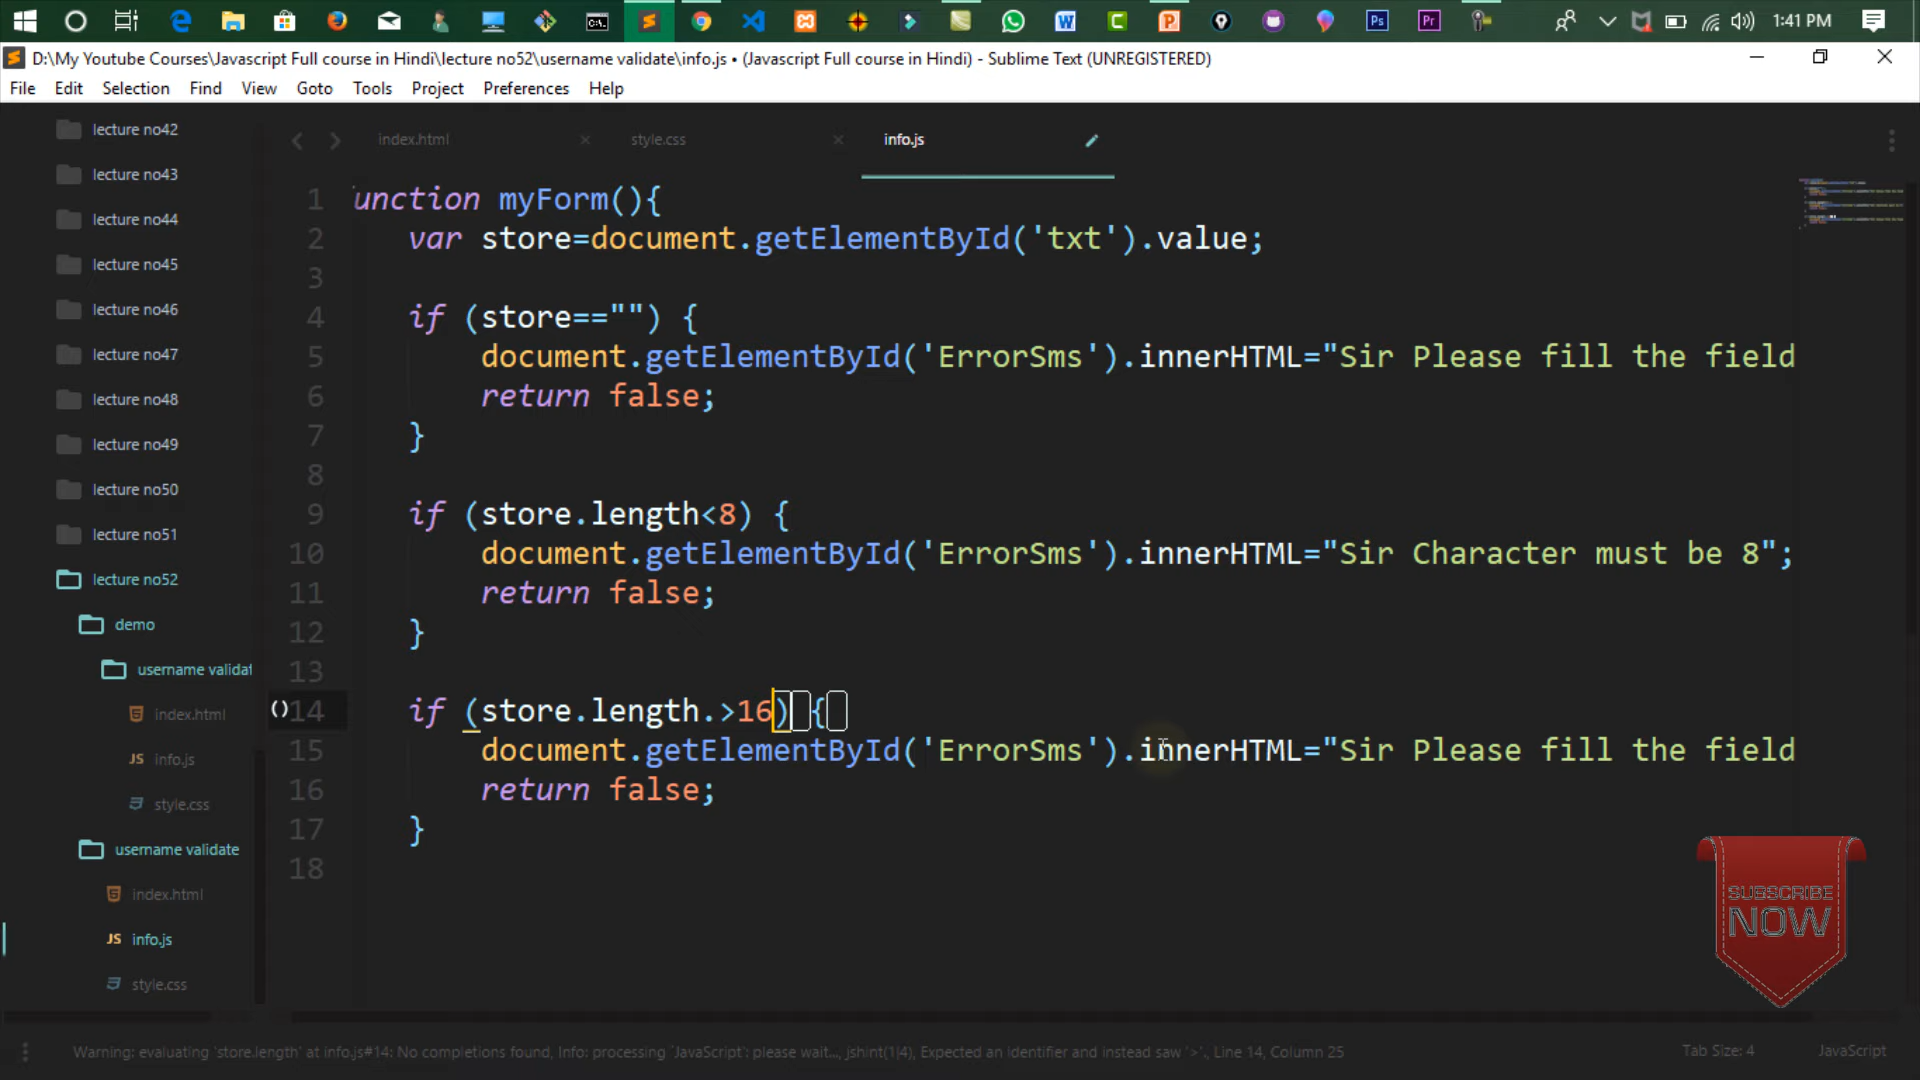 1:41 PM
D:\My Youtube Courses\Javascript Full course in Hindi\lecture no52\username validate\info.js • (Javascript Full course in Hindi) - Sublime Text (UNREGISTERED)
File Edit Selection Find View Goto Tools Project Preferences Help
index.html × style.css × info.js
lecture no42
lecture no43
lecture no44
lecture no45
lecture no46
lecture no47
lecture no48
lecture no49
lecture no50
lecture no51
lecture no52
demo
username validat
index.html
JS info.js
style.css
username validate
index.html
JS info.js
style.css
1 unction myForm(){
2 var store=document.getElementById('txt').value;
3
4 if (store=="") {
5 document.getElementById('ErrorSms').innerHTML="Sir Please fill the field
6 return false;
7 }
8
9 if (store.length<8) {
10 document.getElementById('ErrorSms').innerHTML="Sir Character must be 8";
11 return false;
12 }
13
14 if (store.length.>16) {
15 document.getElementById('ErrorSms').innerHTML="Sir Please fill the field
16 return false;
17 }
18
SUBSCRIBE
NOW
Warning: evaluating 'store.length' at info.js#14: No completions found, Info: processing `JavaScript`: please wait..., jshint(1|4), Expected an identifier and instead saw '>'., Line 14, Column 25
Tab Size: 4
JavaScript